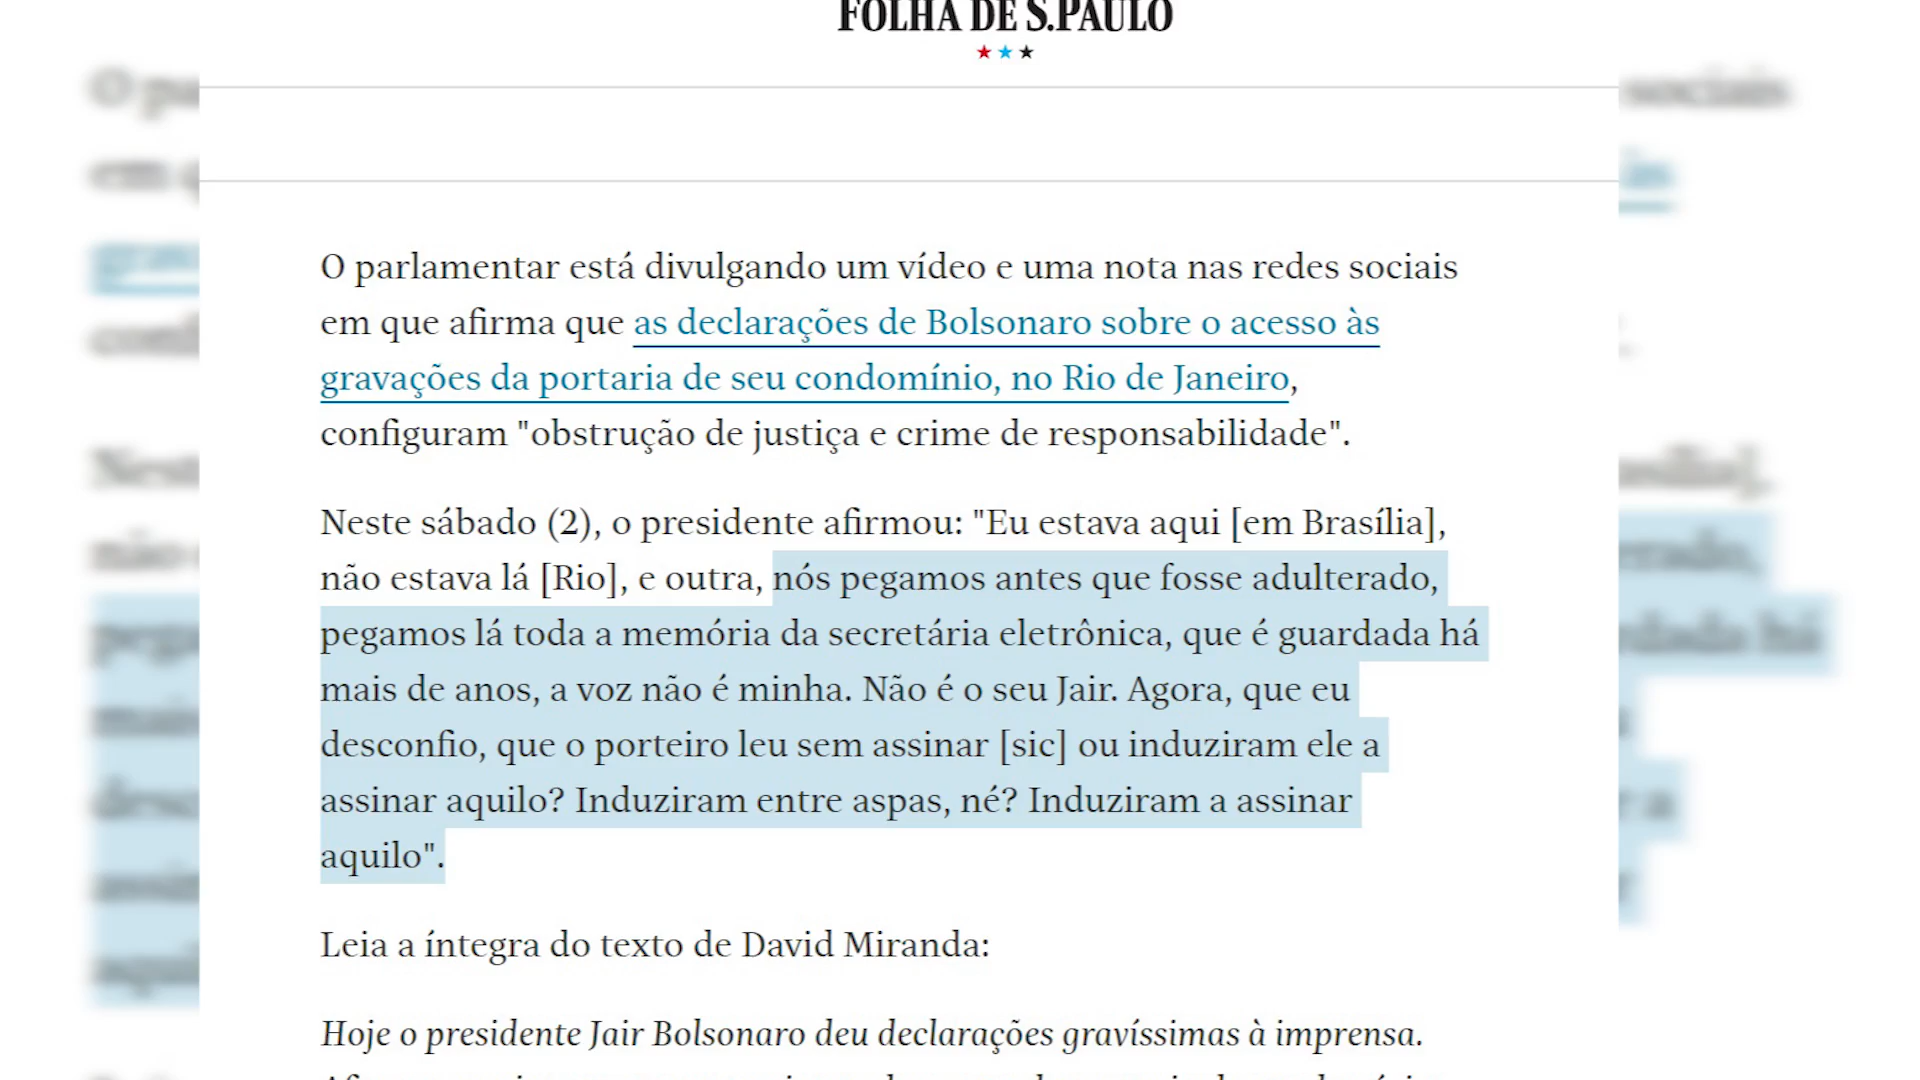 FOLHA DE S.PAULO
O parlamentar está divulgando um vídeo e uma nota nas redes sociais
em que afirma que as declarações de Bolsonaro sobre o acesso às
gravações da portaria de seu condomínio, no Rio de Janeiro,
configuram "obstrução de justiça e crime de responsabilidade".
Neste sábado (2), o presidente afirmou: "Eu estava aqui [em Brasília],
não estava lá [Rio], e outra, nós pegamos antes que fosse adulterado,
pegamos lá toda a memória da secretária eletrônica, que é guardada há
mais de anos, a voz não é minha. Não é o seu Jair. Agora, que eu
desconfio, que o porteiro leu sem assinar [sic] ou induziram ele a
assinar aquilo? Induziram entre aspas, né? Induziram a assinar
aquilo".
Leia a íntegra do texto de David Miranda:
Hoje o presidente Jair Bolsonaro deu declarações gravíssimas à imprensa.